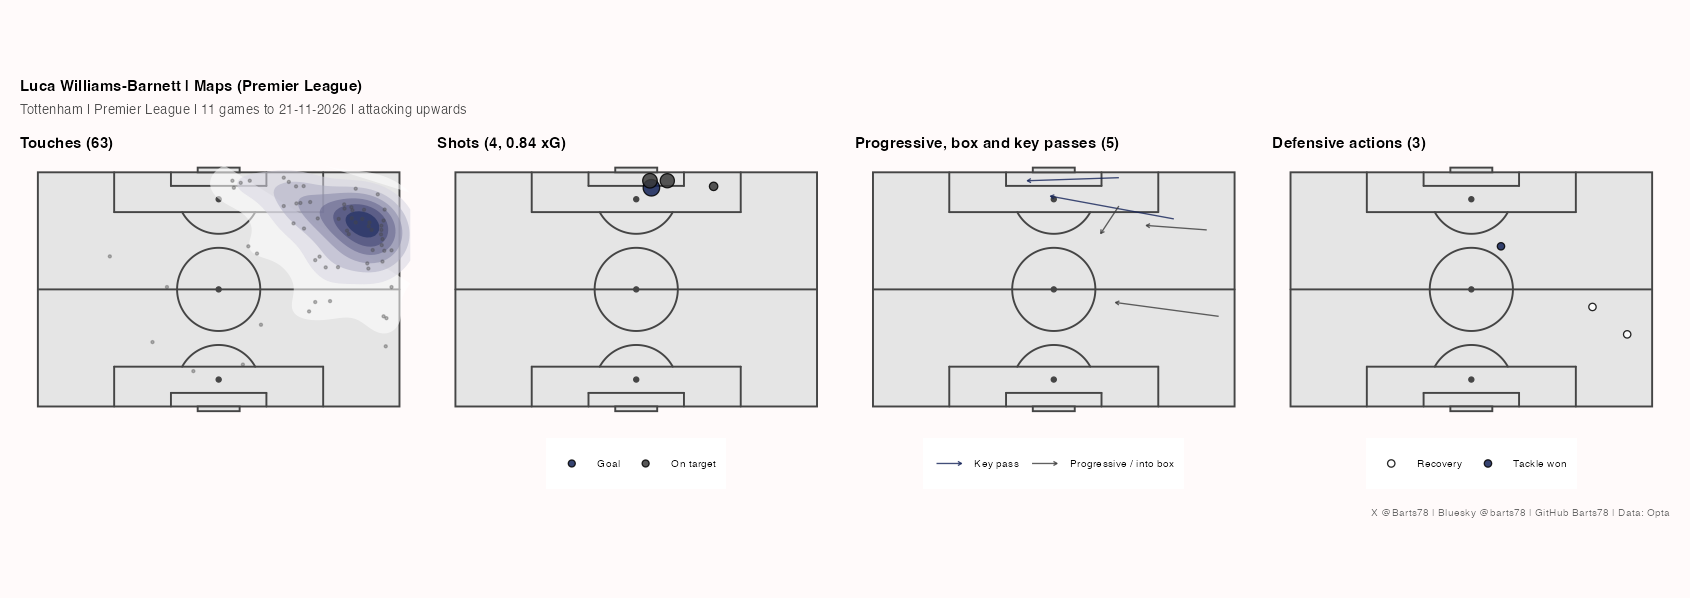 Luca Williams-Barnett | Maps (Premier League)
Tottenham | Premier League | 11 games to 21-11-2026 | attacking upwards
Touches (63)
Shots (4, 0.84 xG)
Progressive, box and key passes (5)
Defensive actions (3)
Goal
On target
Key pass
Progressive / into box
Recovery
Tackle won
X @Barts78 | Bluesky @barts78 | GitHub Barts78 | Data: Opta